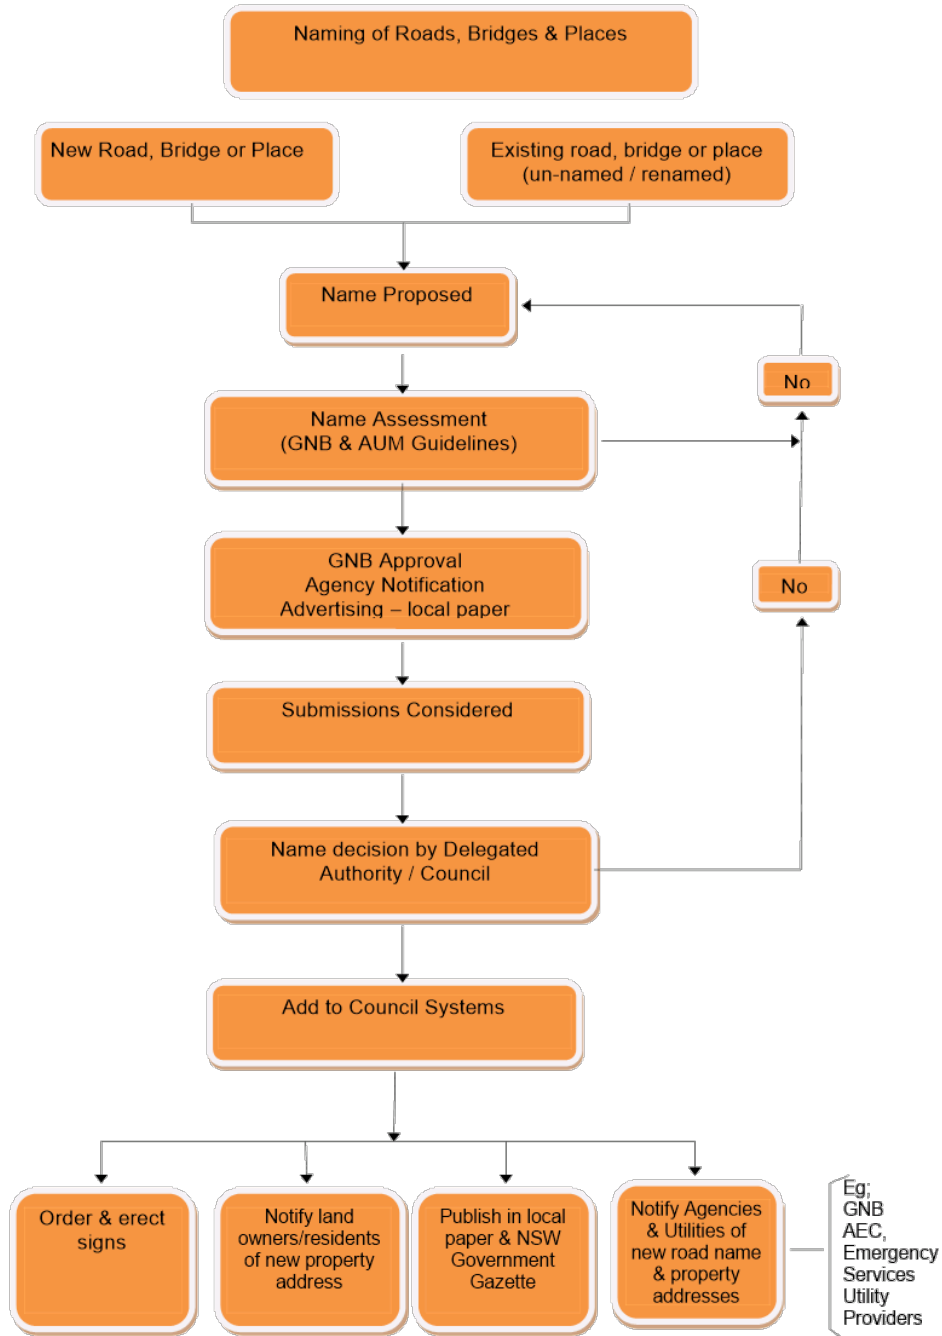 Naming of Roads, Bridges & Places
New Road, Bridge or Place
Existing road, bridge or place
(un-named / renamed)
Name Proposed
No
Name Assessment
(GNB & AUM Guidelines)
GNB Approval
Agency Notification
Advertising – local paper
No
Submissions Considered
Name decision by Delegated
Authority / Council
Add to Council Systems
Order & erect
signs
Notify land
owners/residents
of new property
address
Publish in local
paper & NSW
Government
Gazette
Notify Agencies
& Utilities of
new road name
& property
addresses
Eg;
GNB
AEC,
Emergency
Services
Utility
Providers